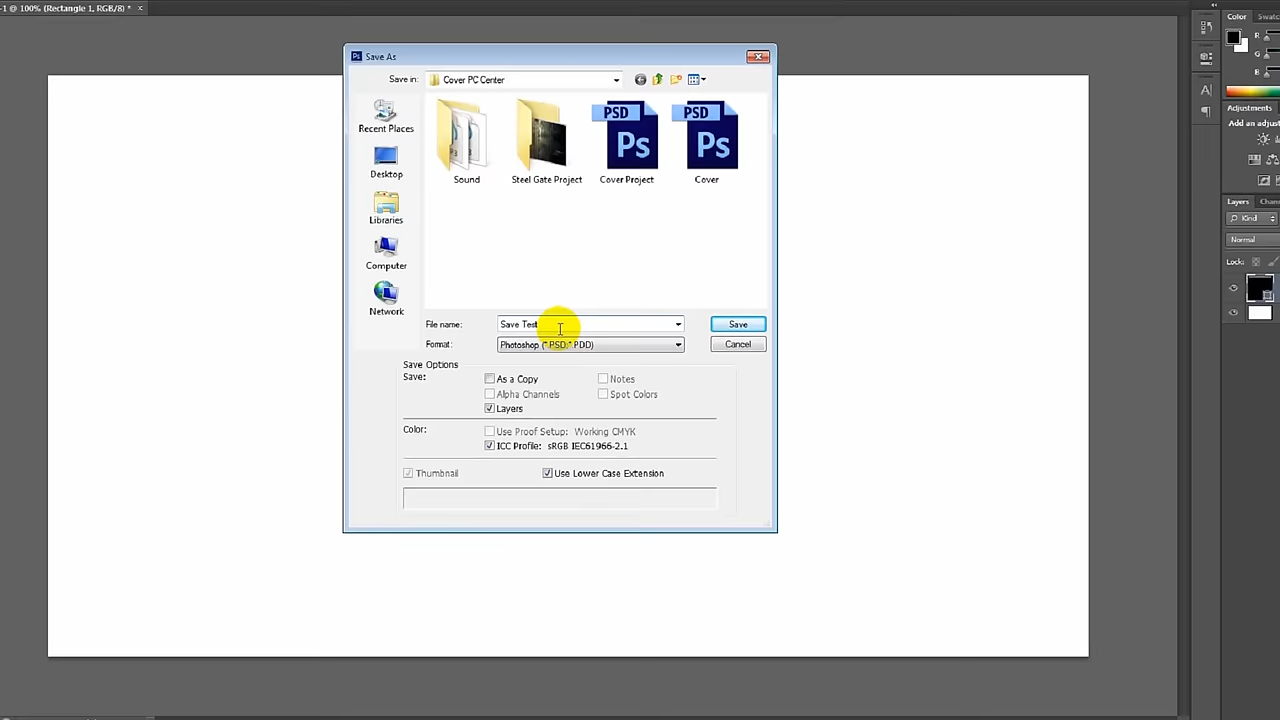 -1 @ 100% (Rectangle 1, RGB/8) * ×
Save As
Save in: Cover PC Center
Recent Places
Desktop
Libraries
Computer
Network
PSD
Ps
PSD
Ps
Sound
Steel Gate Project
Cover Project
Cover
File name: Save Test
Save
Format: Photoshop (*.PSD;*.PDD)
Cancel
Save Options
Save:
As a Copy
Notes
Alpha Channels
Spot Colors
Layers
Color:
Use Proof Setup: Working CMYK
ICC Profile: sRGB IEC61966-2.1
Thumbnail
Use Lower Case Extension
Color
R
G
B
Adjustments
Add an adjus
Layers
Kind
Normal
Lock: